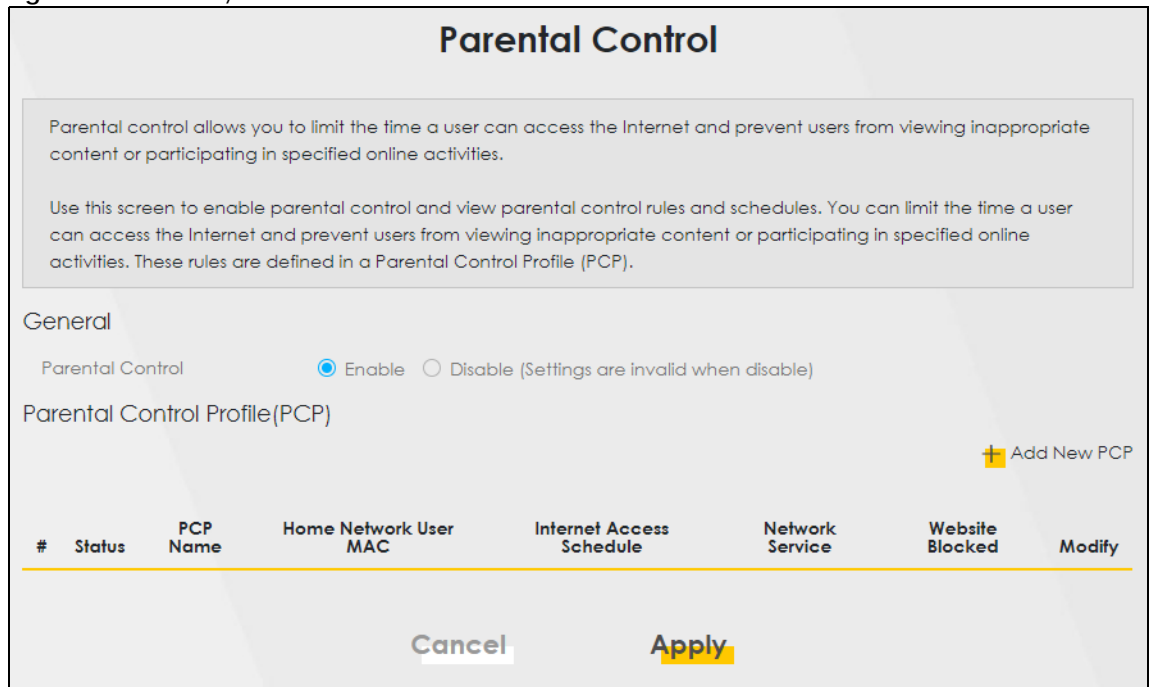 Parental Control
Parental control allows you to limit the time a user can access the Internet and prevent users from viewing inappropriate
content or participating in specified online activities.
Use this screen to enable parental control and view parental control rules and schedules. You can limit the time a user
can access the Internet and prevent users from viewing inappropriate content or participating in specified online
activities. These rules are defined in a Parental Control Profile (PCP).
General
Parental Control Enable Disable (Settings are invalid when disable)
Parental Control Profile(PCP)
+ Add New PCP
# Status PCP Name Home Network User MAC Internet Access Schedule Network Service Website Blocked Modify
Cancel Apply